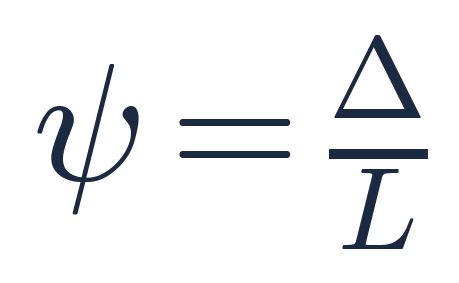 ψ = Δ/L